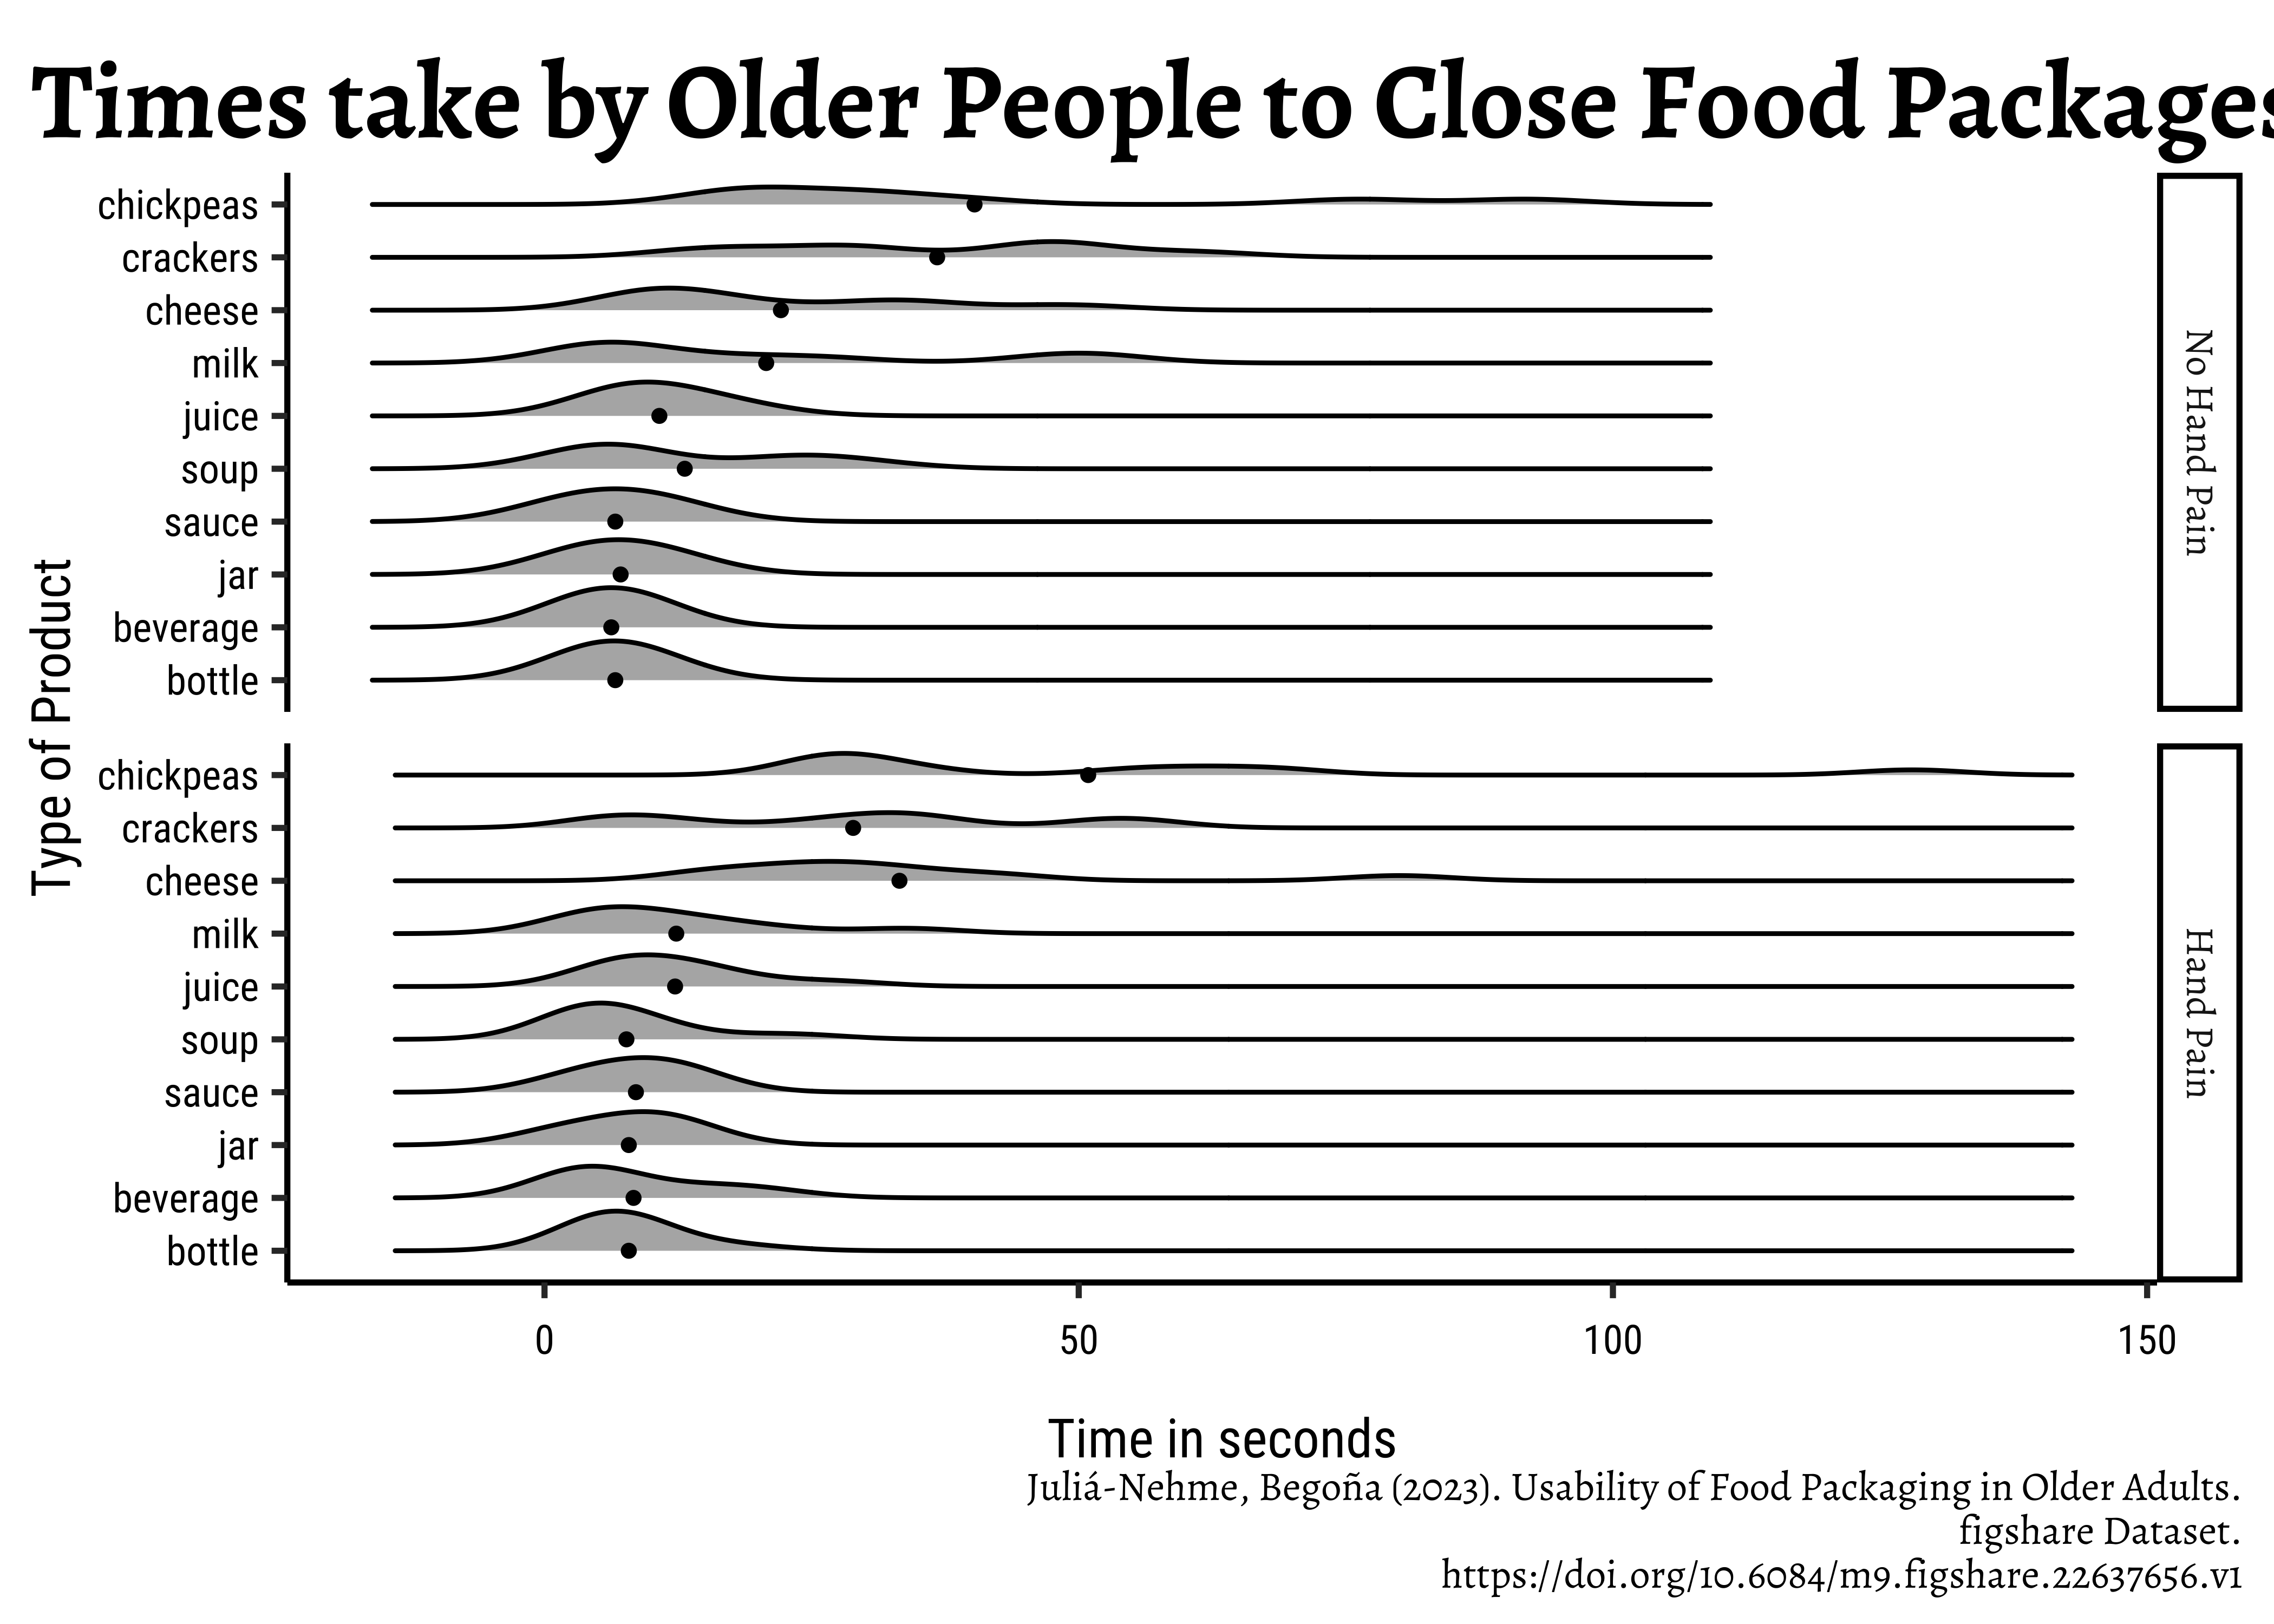 Times take by Older People to Close Food Packages
Type of Product
chickpeas
crackers
cheese
milk
juice
soup
sauce
jar
beverage
bottle
No Hand Pain
chickpeas
crackers
cheese
milk
juice
soup
sauce
jar
beverage
bottle
Hand Pain
0 50 100 150
Time in seconds
Juliá-Nehme, Begoña (2023). Usability of Food Packaging in Older Adults.
figshare Dataset.
https://doi.org/10.6084/m9.figshare.22637656.v1